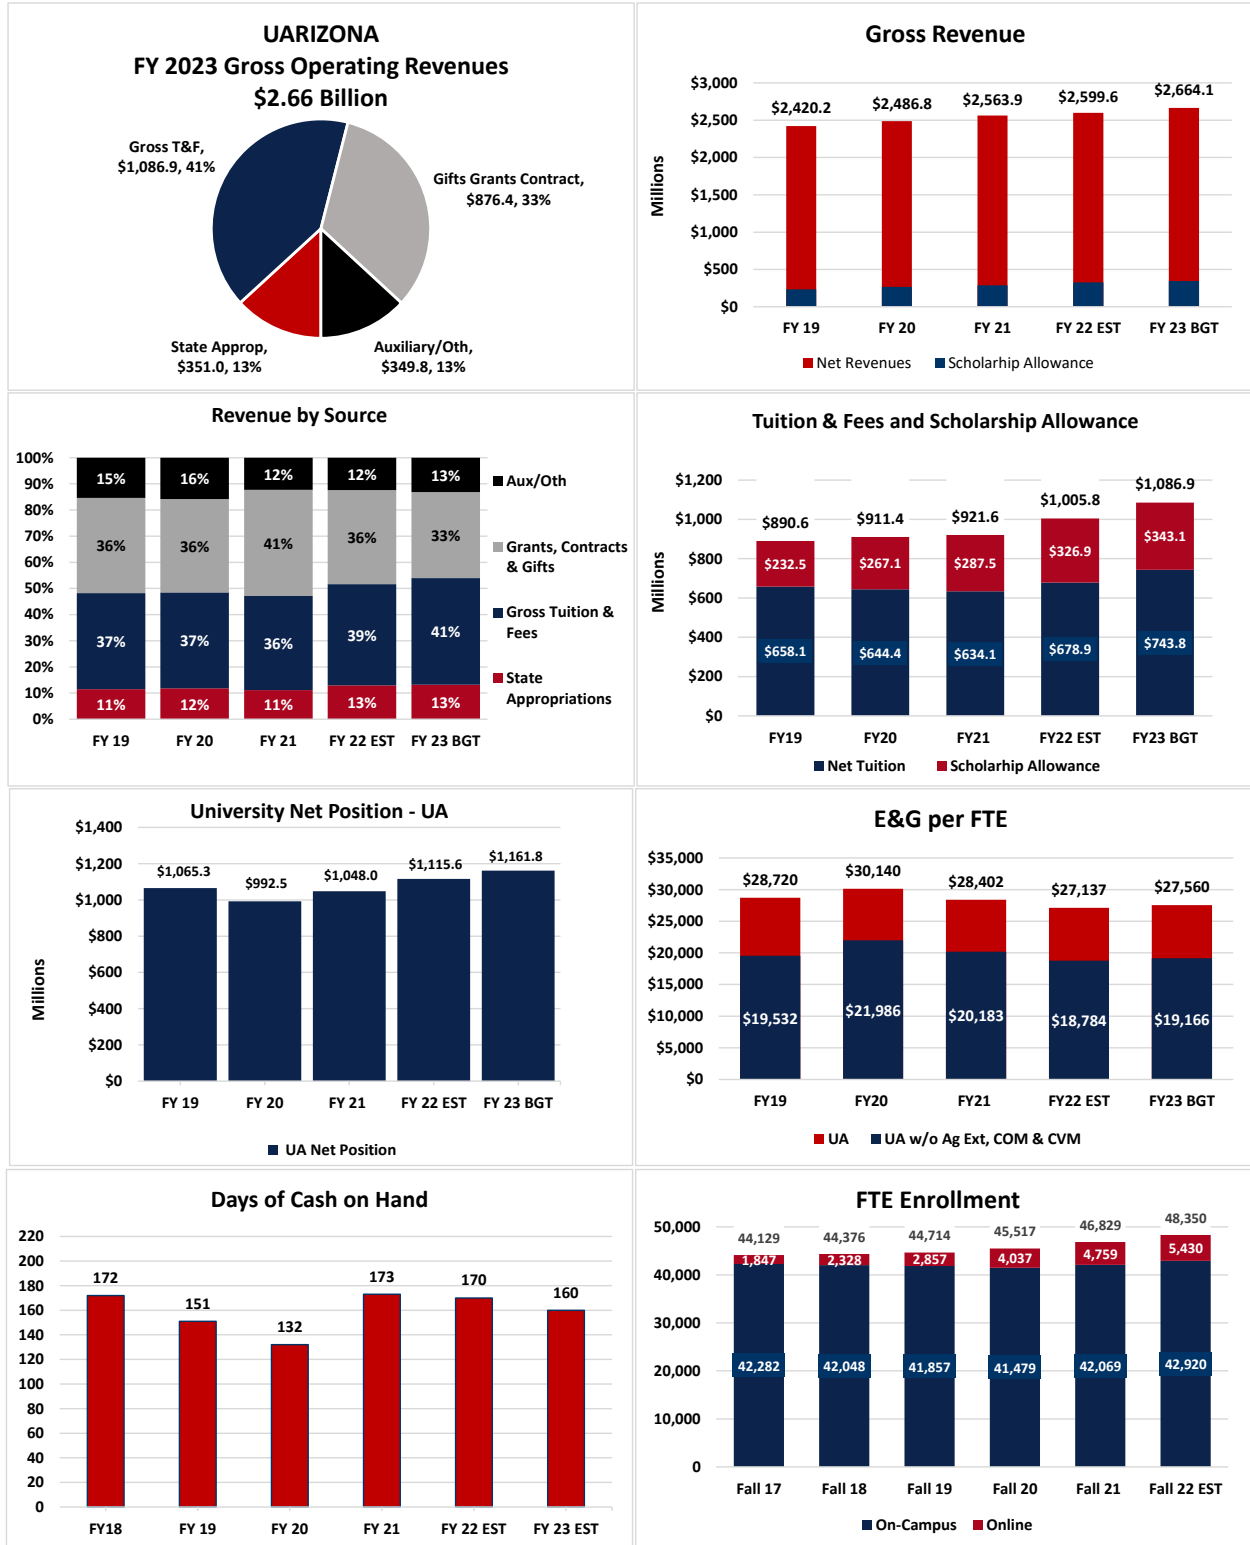 UARIZONA
FY 2023 Gross Operating Revenues
$2.66 Billion
Gross T&F,
$1,086.9, 41%
Gifts Grants Contract,
$876.4, 33%
State Approp,
$351.0, 13%
Auxiliary/Oth,
$349.8, 13%
Gross Revenue
Millions
$3,000
$2,500
$2,000
$1,500
$1,000
$500
$0
$2,420.2
$2,486.8
$2,563.9
$2,599.6
$2,664.1
FY 19
FY 20
FY 21
FY 22 EST
FY 23 BGT
Net Revenues
Scholarhip Allowance
Revenue by Source
100%
90%
80%
70%
60%
50%
40%
30%
20%
10%
0%
15%
16%
12%
12%
13%
36%
36%
41%
36%
33%
37%
37%
36%
39%
41%
11%
12%
11%
13%
13%
FY 19
FY 20
FY 21
FY 22 EST
FY 23 BGT
Aux/Oth
Grants, Contracts
& Gifts
Gross Tuition &
Fees
State
Appropriations
Tuition & Fees and Scholarship Allowance
Millions
$1,200
$1,000
$800
$600
$400
$200
$0
$890.6
$911.4
$921.6
$1,005.8
$1,086.9
$232.5
$267.1
$287.5
$326.9
$343.1
$658.1
$644.4
$634.1
$678.9
$743.8
FY19
FY20
FY21
FY22 EST
FY23 BGT
Net Tuition
Scholarhip Allowance
University Net Position - UA
Millions
$1,400
$1,200
$1,000
$800
$600
$400
$200
$0
$1,065.3
$992.5
$1,048.0
$1,115.6
$1,161.8
FY 19
FY 20
FY 21
FY 22 EST
FY 23 BGT
UA Net Position
E&G per FTE
$35,000
$30,000
$25,000
$20,000
$15,000
$10,000
$5,000
$0
$28,720
$30,140
$28,402
$27,137
$27,560
$19,532
$21,986
$20,183
$18,784
$19,166
FY19
FY20
FY21
FY22 EST
FY23 BGT
UA
UA w/o Ag Ext, COM & CVM
Days of Cash on Hand
220
200
180
160
140
120
100
80
60
40
20
0
172
151
132
173
170
160
FY18
FY 19
FY 20
FY 21
FY 22 EST
FY 23 EST
FTE Enrollment
50,000
40,000
30,000
20,000
10,000
0
44,129
44,376
44,714
45,517
46,829
48,350
1,847
2,328
2,857
4,037
4,759
5,430
42,282
42,048
41,857
41,479
42,069
42,920
Fall 17
Fall 18
Fall 19
Fall 20
Fall 21
Fall 22 EST
On-Campus
Online